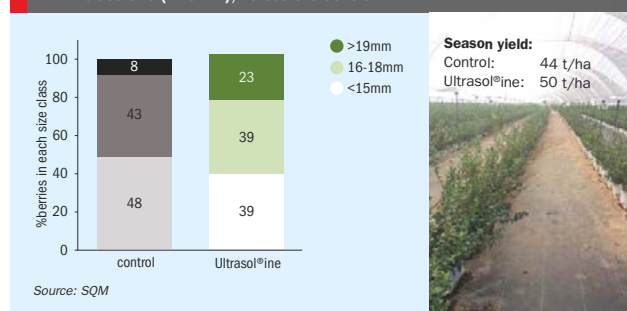 100
80
60
40
20
0
%berries in each size class
8
43
48
23
39
39
control
Ultrasol®ine
>19mm
16-18mm
<15mm
Season yield:
Control: 44 t/ha
Ultrasol®ine: 50 t/ha
Source: SQM